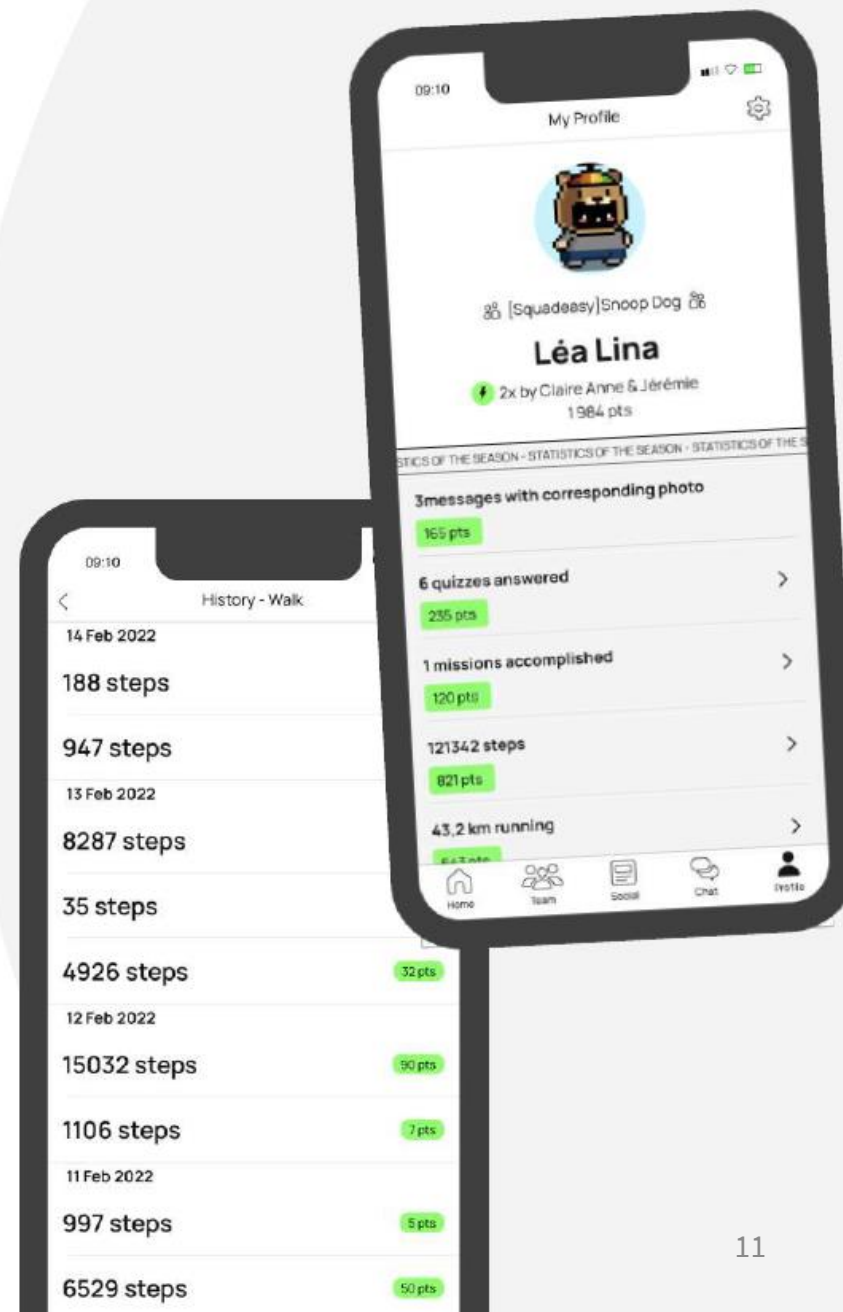 09:10
My Profile
[Squadeasy]Snoop Dog
Léa Lina
2x by Claire Anne & Jérémie
1 984 pts
STICS OF THE SEASON - STATISTICS OF THE SEASON - STATISTICS OF THE S
3messages with corresponding photo
165 pts
6 quizzes answered
235 pts
1 missions accomplished
120 pts
121342 steps
821 pts
43,2 km running
Home Team Social Chat Profile
09:10
History - Walk
14 Feb 2022
188 steps
947 steps
13 Feb 2022
8287 steps
35 steps
4926 steps 32 pts
12 Feb 2022
15032 steps 90 pts
1106 steps 7 pts
11 Feb 2022
997 steps 5 pts
6529 steps 50 pts
11